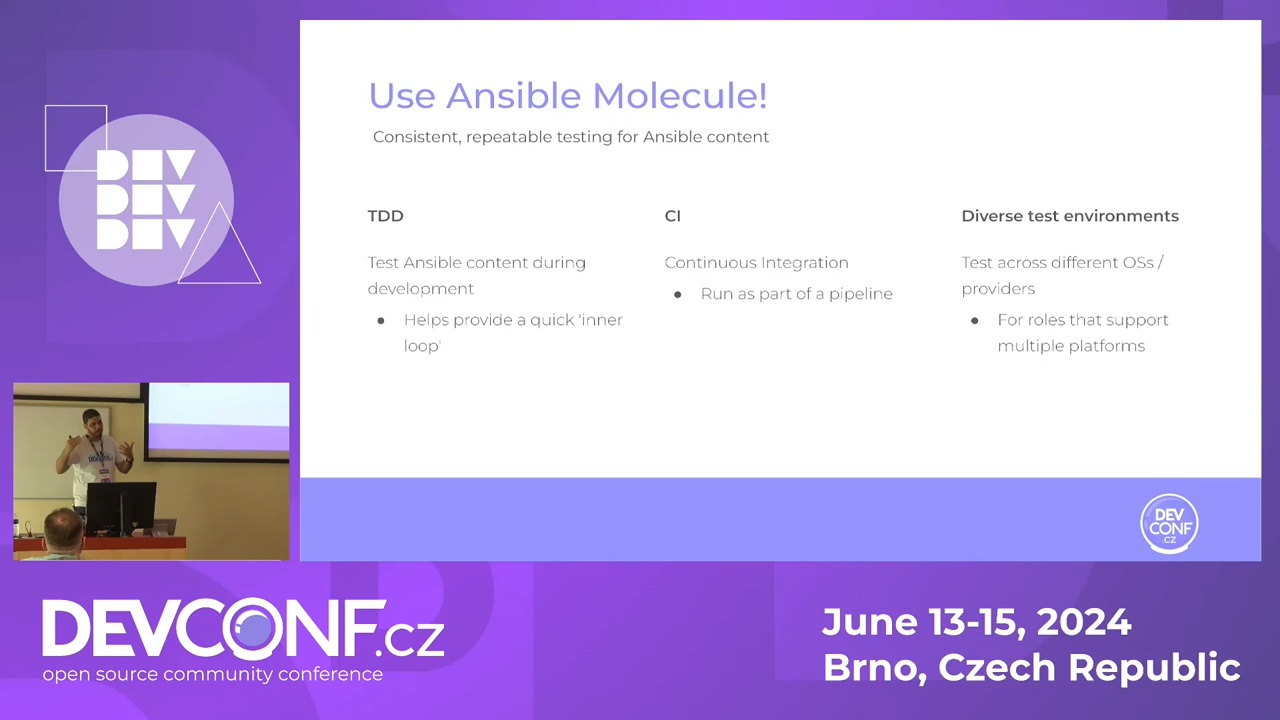 DEV
DEV
DEV
Use Ansible Molecule!
Consistent, repeatable testing for Ansible content
TDD
Test Ansible content during
development
● Helps provide a quick 'inner
loop'
CI
Continuous Integration
● Run as part of a pipeline
Diverse test environments
Test across different OSs /
providers
● For roles that support
multiple platforms
DEV
CONF
.CZ
DEVCONF.cz
open source community conference
June 13-15, 2024
Brno, Czech Republic